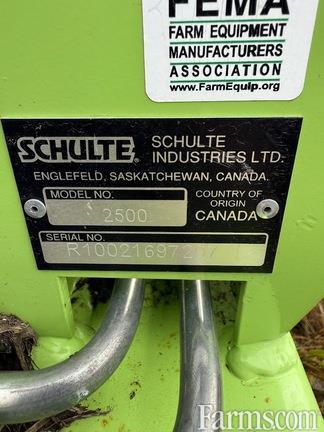 FEMA
FARM EQUIPMENT
MANUFACTURERS
ASSOCIATION
www.FarmEquip.org
SCHULTE SCHULTE
INDUSTRIES LTD.
ENGLEFELD, SASKATCHEWAN, CANADA.
MODEL NO.
2500
COUNTRY OF
ORIGIN
CANADA
SERIAL NO.
Farms.com